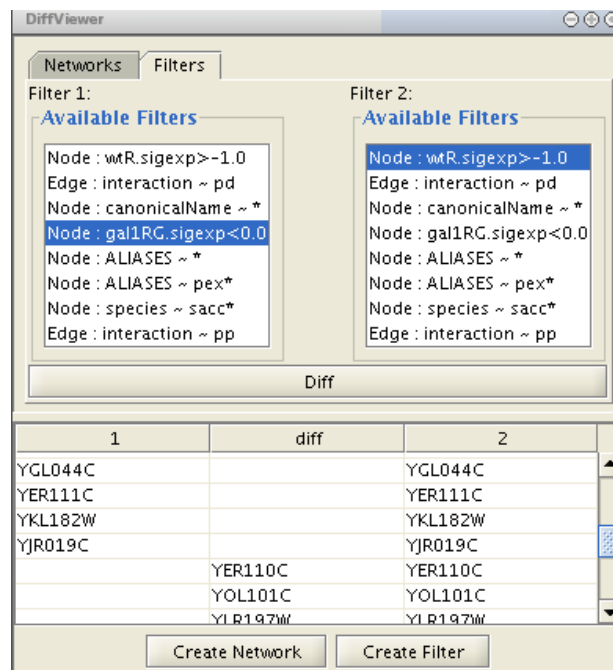 DiffViewer
Networks Filters
Filter 1: Filter 2:
Available Filters Available Filters
Node : wtR.sigexp>-1.0 Node : wtR.sigexp>-1.0
Edge : interaction ~ pd Edge : interaction ~ pd
Node : canonicalName ~ * Node : canonicalName ~ *
Node : gal1RG.sigexp<0.0 Node : gal1RG.sigexp<0.0
Node : ALIASES ~ * Node : ALIASES ~ *
Node : ALIASES ~ pex* Node : ALIASES ~ pex*
Node : species ~ sacc* Node : species ~ sacc*
Edge : interaction ~ pp Edge : interaction ~ pp
Diff
1 diff 2
YGL044C YGL044C
YER111C YER111C
YKL182W YKL182W
YJR019C YJR019C
YER110C YER110C
YOL101C YOL101C
YLR197W YLR197W
Create Network Create Filter